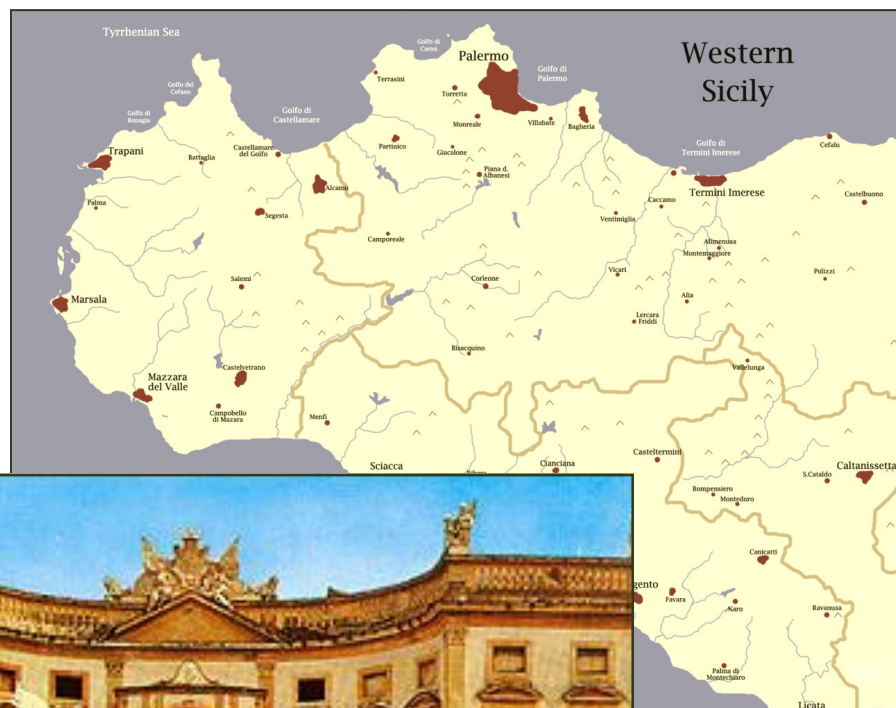 Tyrrhenian Sea
Western
Sicily
Golfo di
Carini
Palermo
Golfo di
Palermo
Terrasini
Torretta
Golfo del
Cofano
Golfo di
Bonagia
Golfo di
Castellamare
Monreale
Villabate
Bagheria
Trapani
Battaglia
Castellamare
del Golfo
Partinico
Giacalone
Golfo di
Termini Imerese
Cefalu
Piana d.
Albanesi
Alcamo
Termini Imerese
Palma
Segesta
Caccamo
Castelbuono
Ventimiglia
Camporeale
Alimenusa
Montemaggiore
Salemi
Corleone
Vicari
Polizzi
Marsala
Alia
Lercara
Friddi
Bisacquino
Vallelunga
Mazzara
del Valle
Castelvetrano
Campobello
di Mazara
Menfi
Sciacca
Cianciana
Casteltermini
Caltanissetta
S.Cataldo
Bompensiero
Montedoro
Canicatti
gento
Favara
Naro
Ravanusa
Palma di
Montechiaro
Licata